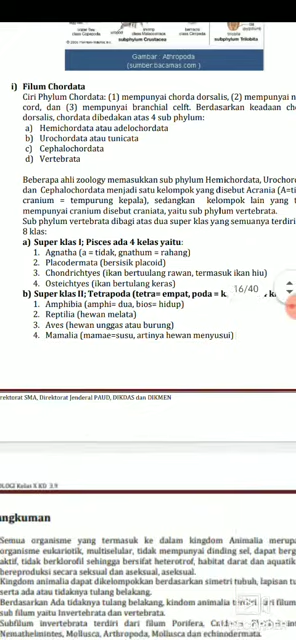 class Crustacea
subphylum Crustacea
subphylum Trilobita
Gambar : Athropoda
(sumber:bacamas.com )
i) Filum Chordata
Ciri Phylum Chordata: (1) mempunyai chorda dorsalis, (2) mempunyai n
cord, dan (3) mempunyai branchial celft. Berdasarkan keadaan ch
dorsalis, chordata dibedakan atas 4 sub phylum:
a) Hemichordata atau adelochordata
b) Urochordata atau tunicata
c) Cephalochordata
d) Vertebrata
Beberapa ahli zoology memasukkan sub phylum Hemichordata, Urochor
dan Cephalochordata menjadi satu kelompok yang disebut Acrania (A=ti
cranium = tempurung kepala), sedangkan kelompok lain yang
mempunyai cranium disebut craniata, yaitu sub phylum vertebrata.
Sub phylum vertebrata dibagi atas dua super klas yang semuanya terdiri
8 klas:
a) Super klas I; Pisces ada 4 kelas yaitu:
1. Agnatha (a = tidak, gnathum = rahang)
2. Placodermata (bersisik placoid)
3. Chondrichtyes (ikan bertuulang rawan, termasuk ikan hiu)
4. Osteichtyes (ikan bertulang keras)
b) Super klas II; Tetrapoda (tetra= empat, poda = k
16/40
1. Amphibia (amphi= dua, bios= hidup)
2. Reptilia (hewan melata)
3. Aves (hewan unggas atau burung)
4. Mamalia (mamae=susu, artinya hewan menyusui)
rektorat SMA, Direktorat Jenderal PAUD, DIKDAS dan DIKMEN
OLOGI Kelas X KD 3.9
angkuman
Semua organisme yang termasuk ke dalam kingdom Animalia merup
organisme eukariotik, multiselular, tidak mempunyai dinding sel, dapat berg
aktif, tidak berklorofil sehingga bersifat heterotrof, habitat darat dan aquatik
bereproduksi secara seksual dan aseksual, aseksual.
Kingdom animalia dapat dikelompokkan berdasarkan simetri tubuh, lapisan tu
serta ada atau tidaknya tulang belakang.
Berdasarkan Ada tidaknya tulang belakang, kindom animalia filum
sub filum yaitu Invertebrata dan vertebrata.
Subfilum invertebrata terdiri dari filum Porifera,
Nemathelmintes, Mollusca, Arthropoda, Mollusca dan echinodermata.